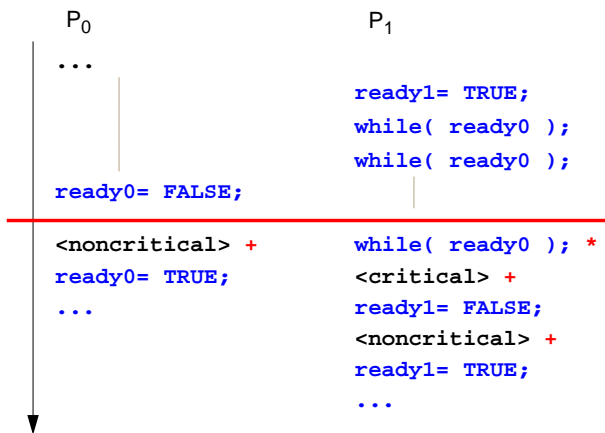 P0 P1
...
ready1= TRUE;
while( ready0 );
while( ready0 );
ready0= FALSE;
<noncritical> + while( ready0 ); *
ready0= TRUE; <critical> +
... ready1= FALSE;
<noncritical> +
ready1= TRUE;
...